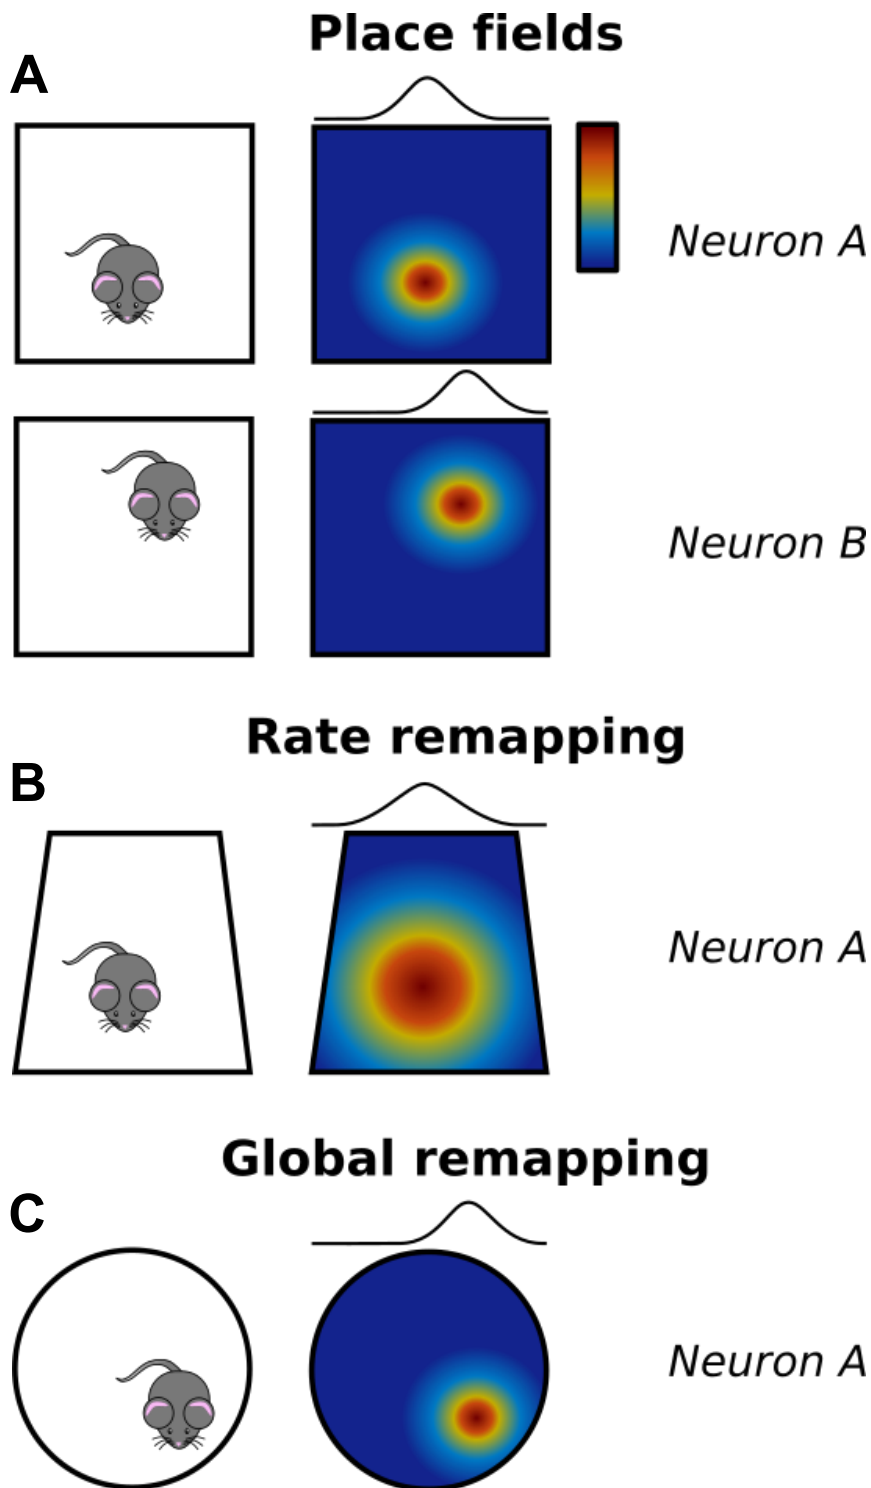 Place fields
A
Neuron A
Neuron B
Rate remapping
B
Neuron A
Global remapping
C
Neuron A